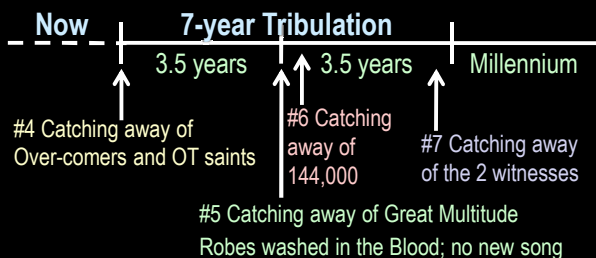 Now 7-year Tribulation
3.5 years 3.5 years Millennium
#4 Catching away of
Over-comers and OT saints
#6 Catching
away of
144,000
#7 Catching away
of the 2 witnesses
#5 Catching away of Great Multitude
Robes washed in the Blood; no new song